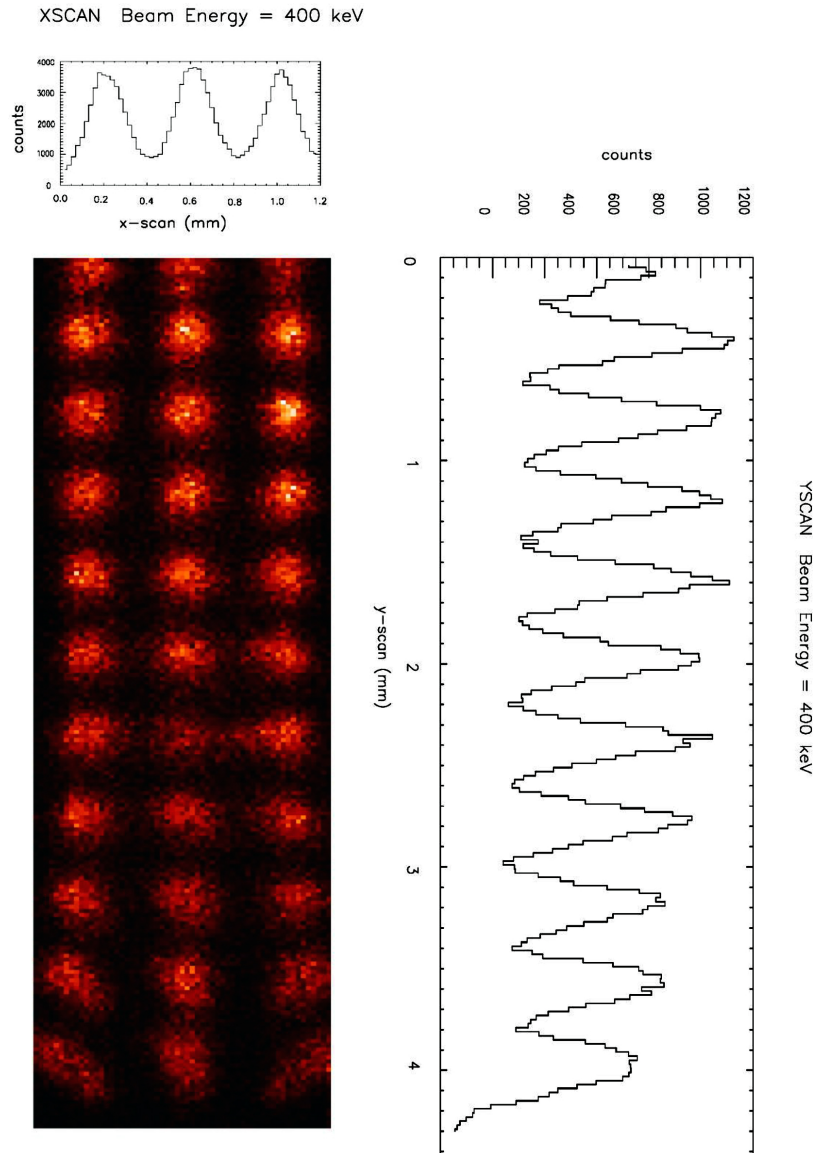 XSCAN Beam Energy = 400 keV
counts
4000
3000
2000
1000
0
0.0 0.2 0.4 0.6 0.8 1.0 1.2
x-scan (mm)
counts
0 200 400 600 800 1000 1200
0
1
2
3
4
y-scan (mm)
YSCAN Beam Energy = 400 keV